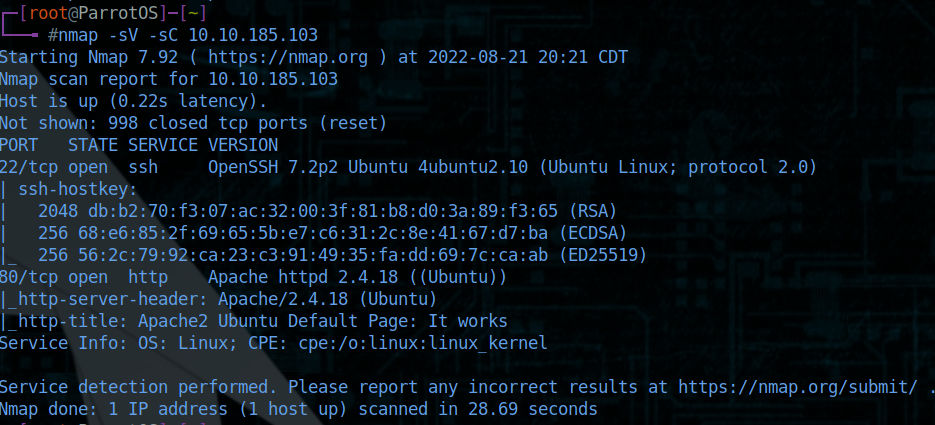 ┌─[root@ParrotOS]─[~]
└──╼ #nmap -sV -sC 10.10.185.103
Starting Nmap 7.92 ( https://nmap.org ) at 2022-08-21 20:21 CDT
Nmap scan report for 10.10.185.103
Host is up (0.22s latency).
Not shown: 998 closed tcp ports (reset)
PORT   STATE SERVICE VERSION
22/tcp open  ssh     OpenSSH 7.2p2 Ubuntu 4ubuntu2.10 (Ubuntu Linux; protocol 2.0)
| ssh-hostkey:
|   2048 db:b2:70:f3:07:ac:32:00:3f:81:b8:d0:3a:89:f3:65 (RSA)
|   256 68:e6:85:2f:69:65:5b:e7:c6:31:2c:8e:41:67:d7:ba (ECDSA)
|_  256 56:2c:79:92:ca:23:c3:91:49:35:fa:dd:69:7c:ca:ab (ED25519)
80/tcp open  http    Apache httpd 2.4.18 ((Ubuntu))
|_http-server-header: Apache/2.4.18 (Ubuntu)
|_http-title: Apache2 Ubuntu Default Page: It works
Service Info: OS: Linux; CPE: cpe:/o:linux:linux_kernel
Service detection performed. Please report any incorrect results at https://nmap.org/submit/ .
Nmap done: 1 IP address (1 host up) scanned in 28.69 seconds